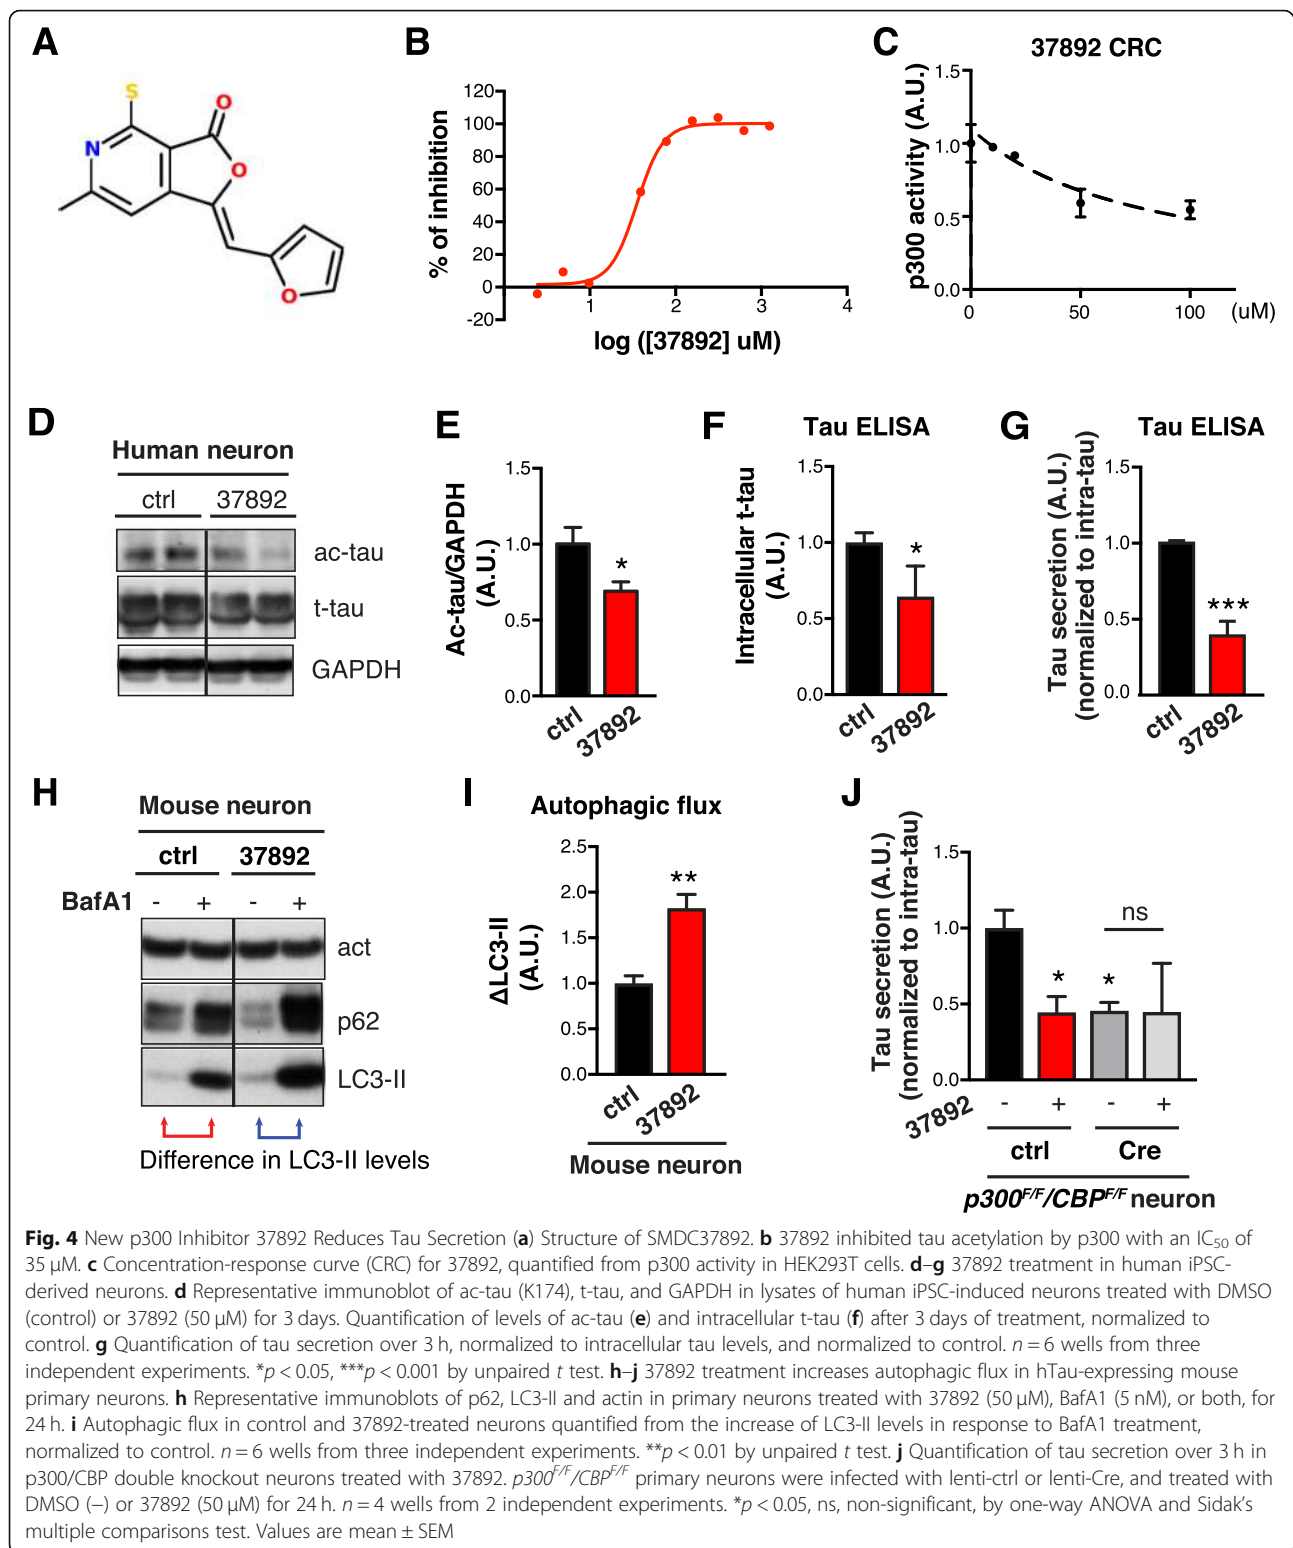 A
S
O
N
O
O
B
120
100
80
60
40
20
0
-20
1
2
3
4
% of inhibition
log ([37892] uM)
C
37892 CRC
p300 activity (A.U.)
1.5
1.0
0.5
0.0
0
50
100
(uM)
D
Human neuron
ctrl
37892
ac-tau
t-tau
GAPDH
E
Ac-tau/GAPDH
(A.U.)
1.5
1.0
0.5
0.0
*
ctrl
37892
F
Tau ELISA
Intracellular t-tau
(A.U.)
1.5
1.0
0.5
0.0
*
ctrl
37892
G
Tau ELISA
Tau secretion (A.U.)
(normalized to intra-tau)
1.5
1.0
0.5
0.0
***
ctrl
37892
H
Mouse neuron
ctrl
37892
BafA1 - + - +
act
p62
LC3-II
Difference in LC3-II levels
I
Autophagic flux
ΔLC3-II
(A.U.)
2.5
2.0
1.5
1.0
0.5
0.0
**
ctrl
37892
Mouse neuron
J
Tau secretion (A.U.)
(normalized to intra-tau)
1.5
1.0
0.5
0.0
*
*
ns
37892 - + - +
ctrl
Cre
p300F/F/CBPF/F neuron
Fig. 4 New p300 Inhibitor 37892 Reduces Tau Secretion (a) Structure of SMDC37892. b 37892 inhibited tau acetylation by p300 with an IC50 of
35 μM. c Concentration-response curve (CRC) for 37892, quantified from p300 activity in HEK293T cells. d–g 37892 treatment in human iPSC-
derived neurons. d Representative immunoblot of ac-tau (K174), t-tau, and GAPDH in lysates of human iPSC-induced neurons treated with DMSO
(control) or 37892 (50 μM) for 3 days. Quantification of levels of ac-tau (e) and intracellular t-tau (f) after 3 days of treatment, normalized to
control. g Quantification of tau secretion over 3 h, normalized to intracellular tau levels, and normalized to control. n = 6 wells from three
independent experiments. *p < 0.05, ***p < 0.001 by unpaired t test. h–j 37892 treatment increases autophagic flux in hTau-expressing mouse
primary neurons. h Representative immunoblots of p62, LC3-II and actin in primary neurons treated with 37892 (50 μM), BafA1 (5 nM), or both, for
24 h. i Autophagic flux in control and 37892-treated neurons quantified from the increase of LC3-II levels in response to BafA1 treatment,
normalized to control. n = 6 wells from three independent experiments. **p < 0.01 by unpaired t test. j Quantification of tau secretion over 3 h in
p300/CBP double knockout neurons treated with 37892. p300F/F/CBPF/F primary neurons were infected with lenti-ctrl or lenti-Cre, and treated with
DMSO (−) or 37892 (50 μM) for 24 h. n = 4 wells from 2 independent experiments. *p < 0.05, ns, non-significant, by one-way ANOVA and Sidak's
multiple comparisons test. Values are mean ± SEM